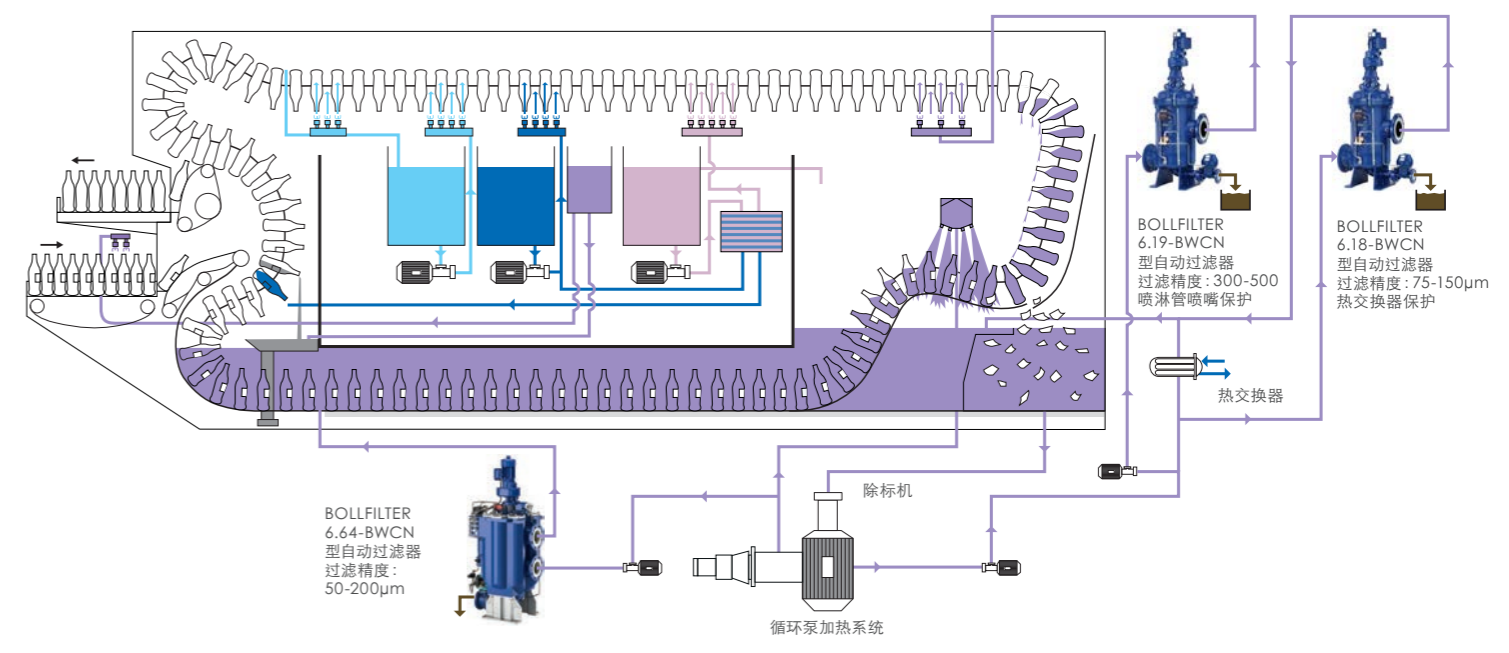 BOLLFILTER
6.19-BWCN
型自动过滤器
过滤精度:300-500
喷淋管喷嘴保护
BOLLFILTER
6.18-BWCN
型自动过滤器
过滤精度:75-150μm
热交换器保护
热交换器
除标机
BOLLFILTER
6.64-BWCN
型自动过滤器
过滤精度:
50-200μm
循环泵加热系统